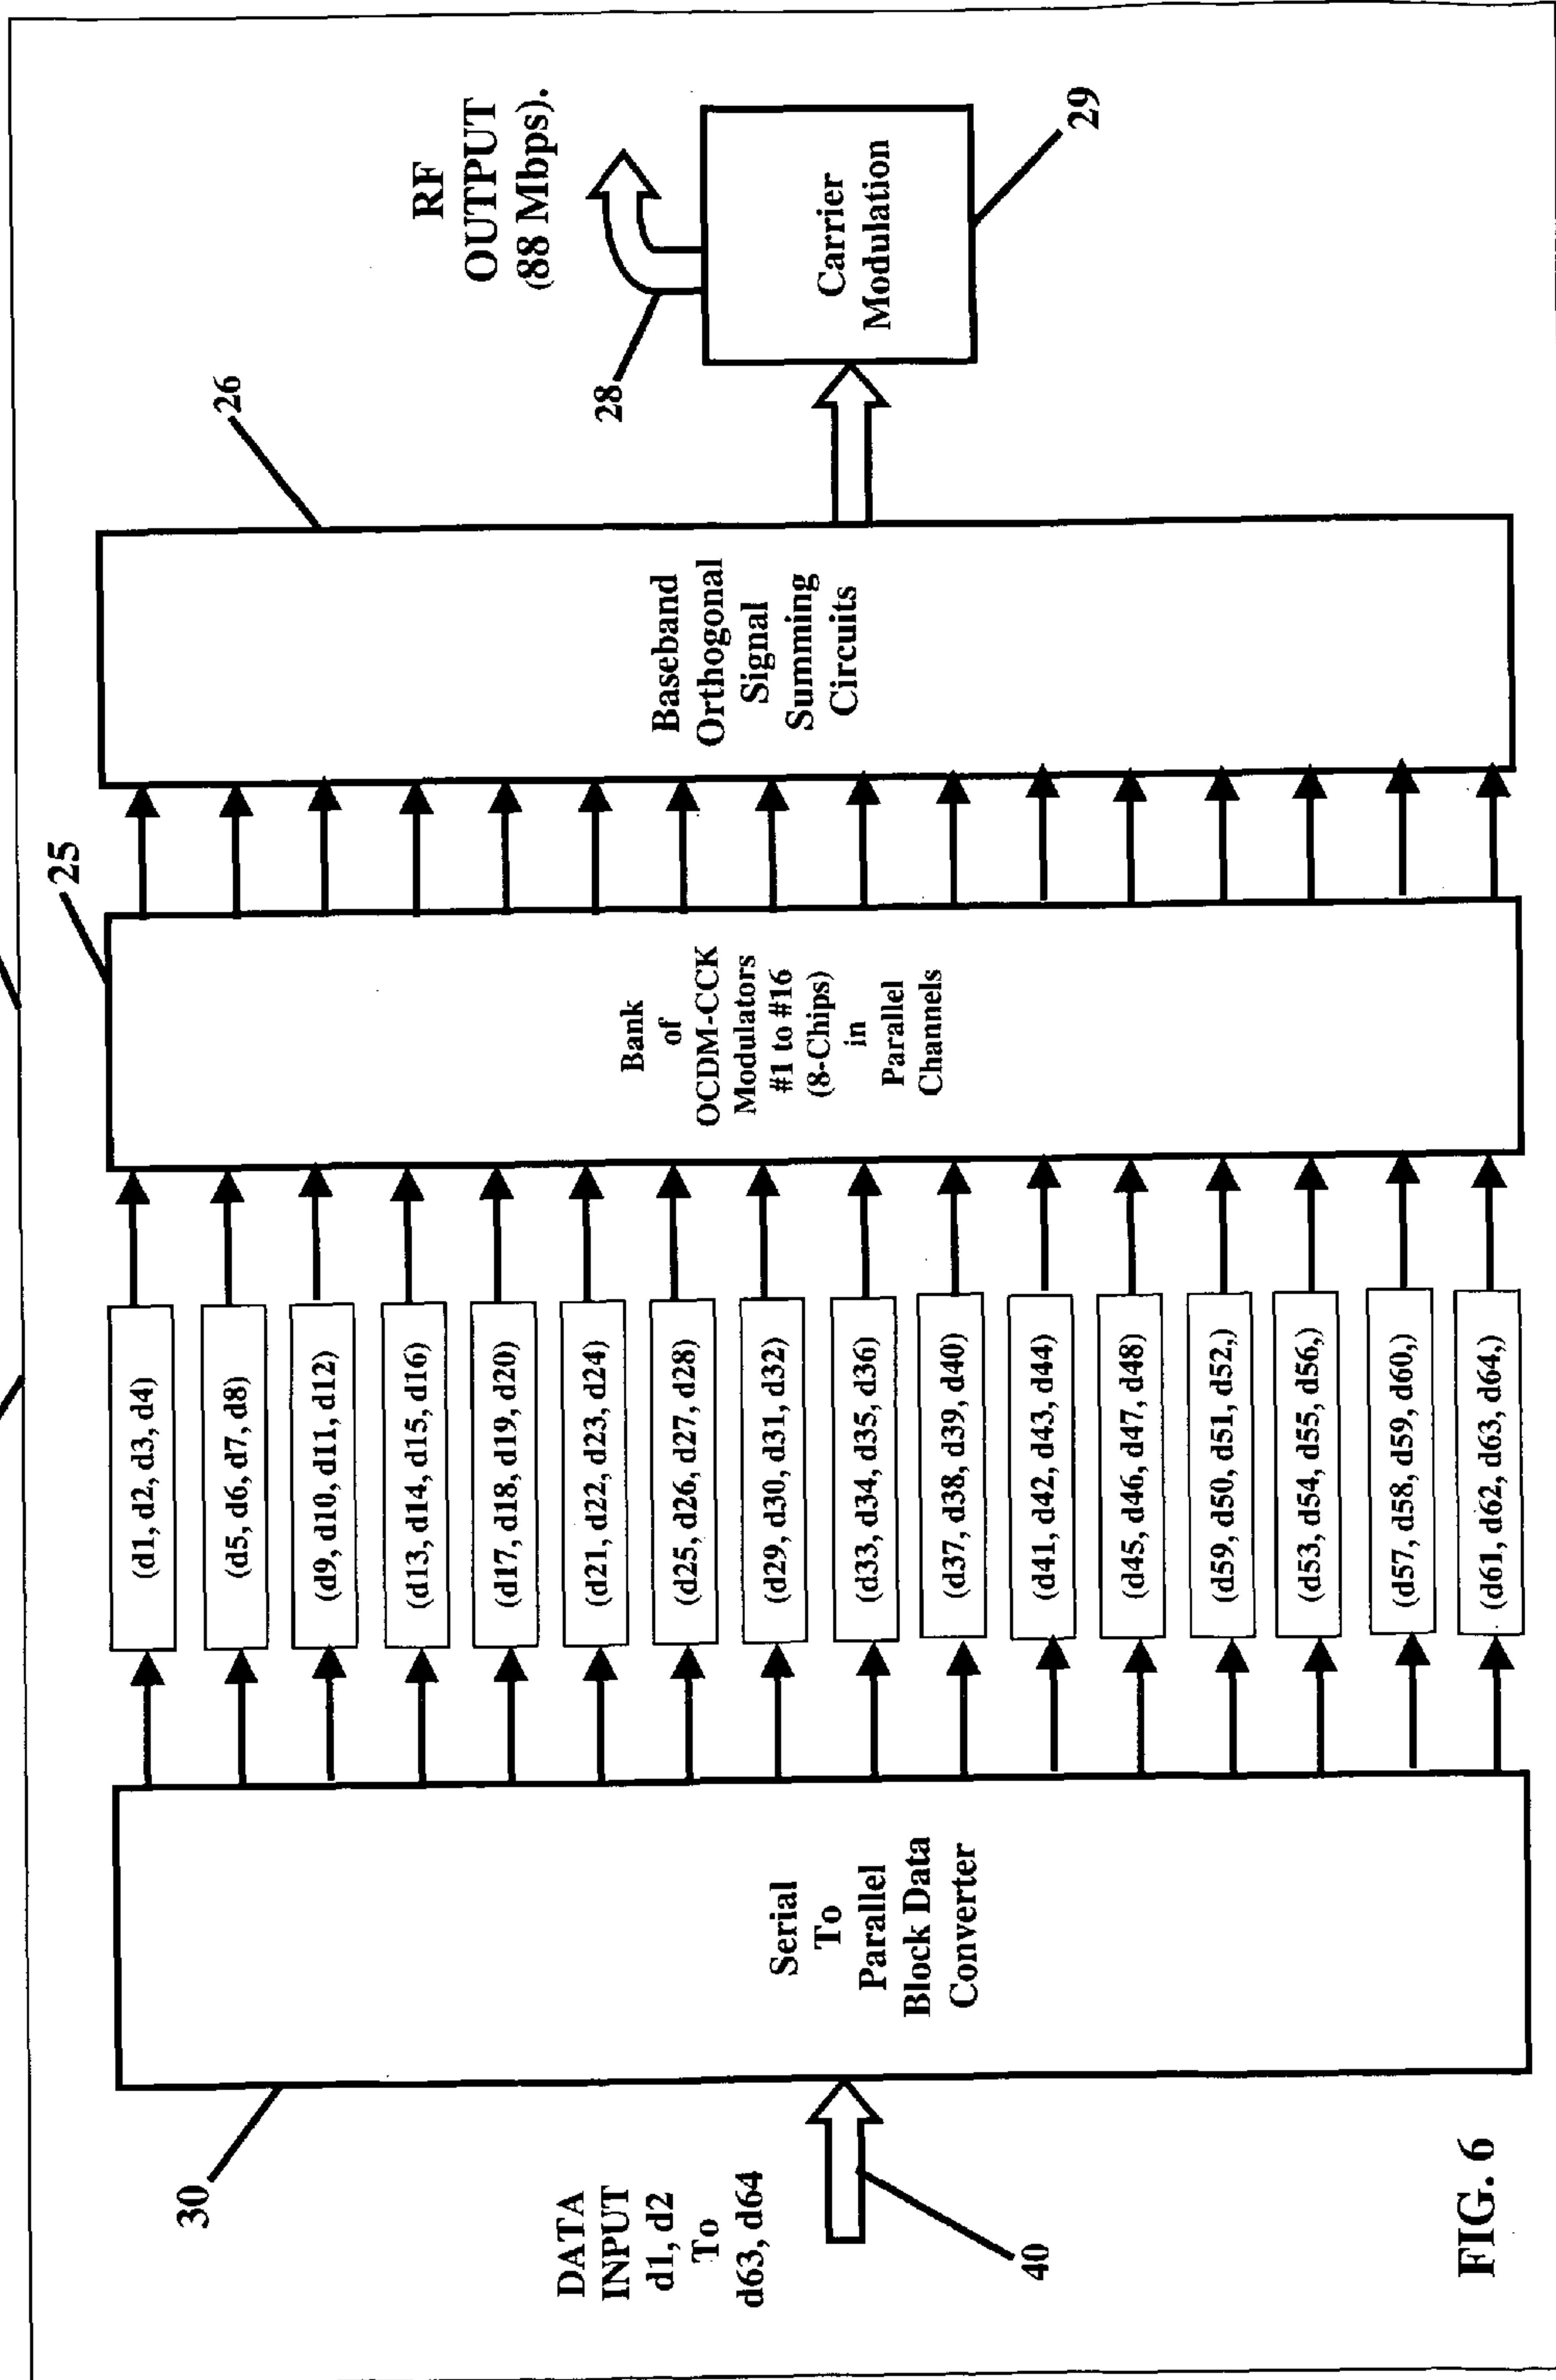 30
DATA
INPUT
d1, d2
To
d63, d64
40
Serial
To
Parallel
Block Data
Converter
(d1, d2, d3, d4)
(d5, d6, d7, d8)
(d9, d10, d11, d12)
(d13, d14, d15, d16)
(d17, d18, d19, d20)
(d21, d22, d23, d24)
(d25, d26, d27, d28)
(d29, d30, d31, d32)
(d33, d34, d35, d36)
(d37, d38, d39, d40)
(d41, d42, d43, d44)
(d45, d46, d47, d48)
(d59, d50, d51, d52,)
(d53, d54, d55, d56,)
(d57, d58, d59, d60,)
(d61, d62, d63, d64,)
25
Bank
of
OCDM-CCK
Modulators
#1 to #16
(8-Chips)
in
Parallel
Channels
26
Baseband
Orthogonal
Signal
Summing
Circuits
RF
OUTPUT
(88 Mbps).
28
Carrier
Modulation
29
FIG. 6